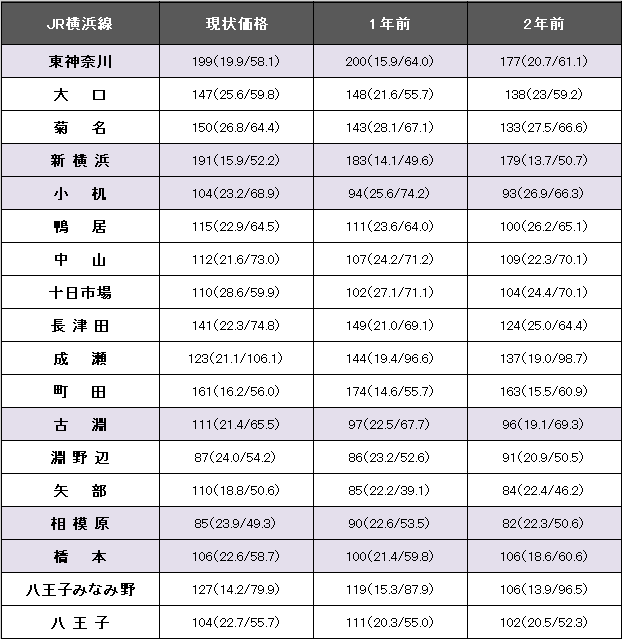 JR横浜線 現状価格 1年前 2年前
東神奈川 199(19.9/58.1) 200(15.9/64.0) 177(20.7/61.1)
大口 147(25.6/59.8) 148(21.6/55.7) 138(23/59.2)
菊名 150(26.8/64.4) 143(28.1/67.1) 133(27.5/66.6)
新横浜 191(15.9/52.2) 183(14.1/49.6) 179(13.7/50.7)
小机 104(23.2/68.9) 94(25.6/74.2) 93(26.9/66.3)
鴨居 115(22.9/64.5) 111(23.6/64.0) 100(26.2/65.1)
中山 112(21.6/73.0) 107(24.2/71.2) 109(22.3/70.1)
十日市場 110(28.6/59.9) 102(27.1/71.1) 104(24.4/70.1)
長津田 141(22.3/74.8) 149(21.0/69.1) 124(25.0/64.4)
成瀬 123(21.1/106.1) 144(19.4/96.6) 137(19.0/98.7)
町田 161(16.2/56.0) 174(14.6/55.7) 163(15.5/60.9)
古淵 111(21.4/65.5) 97(22.5/67.7) 96(19.1/69.3)
淵野辺 87(24.0/54.2) 86(23.2/52.6) 91(20.9/50.5)
矢部 110(18.8/50.6) 85(22.2/39.1) 84(22.4/46.2)
相模原 85(23.9/49.3) 90(22.6/53.5) 82(22.3/50.6)
橋本 106(22.6/58.7) 100(21.4/59.8) 106(18.6/60.6)
八王子みなみ野 127(14.2/79.9) 119(15.3/87.9) 106(13.9/96.5)
八王子 104(22.7/55.7) 111(20.3/55.0) 102(20.5/52.3)